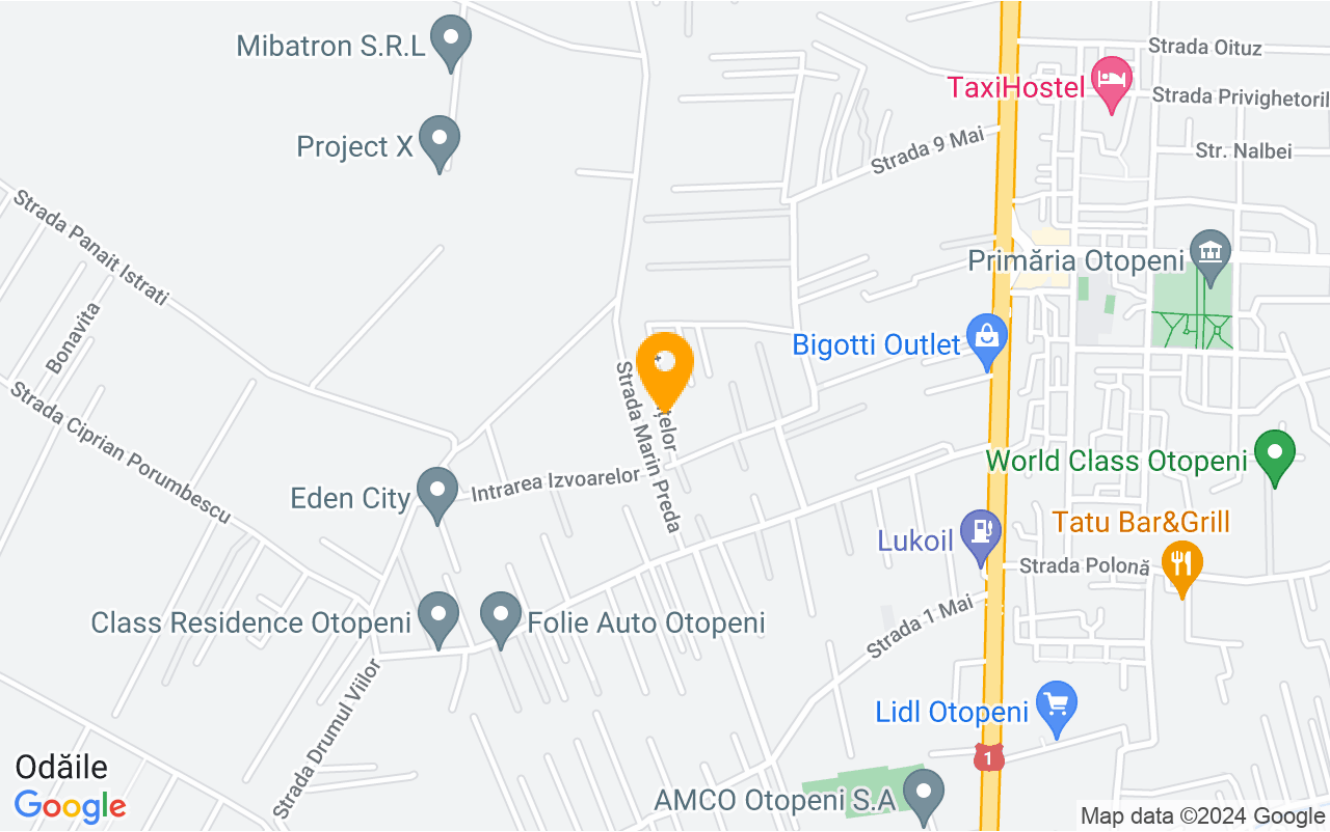 Mibatron S.R.L
Strada Oituz
TaxiHostel
Strada Privighetoril
Project X
Strada 9 Mai
Str. Nalbei
Strada Panait Istrati
Primăria Otopeni
Bonavita
Bigotti Outlet
Strada Marin Preda
Strada Ciprian Porumbescu
World Class Otopeni
Intrarea Izvoarelor
Eden City
Tatu Bar&Grill
Lukoil
Strada Polonă
Class Residence Otopeni
Folie Auto Otopeni
Strada 1 Mai
Strada Drumul Viilor
Lidl Otopeni
1
Odăile
Google
AMCO Otopeni S.A
Map data ©2024 Google